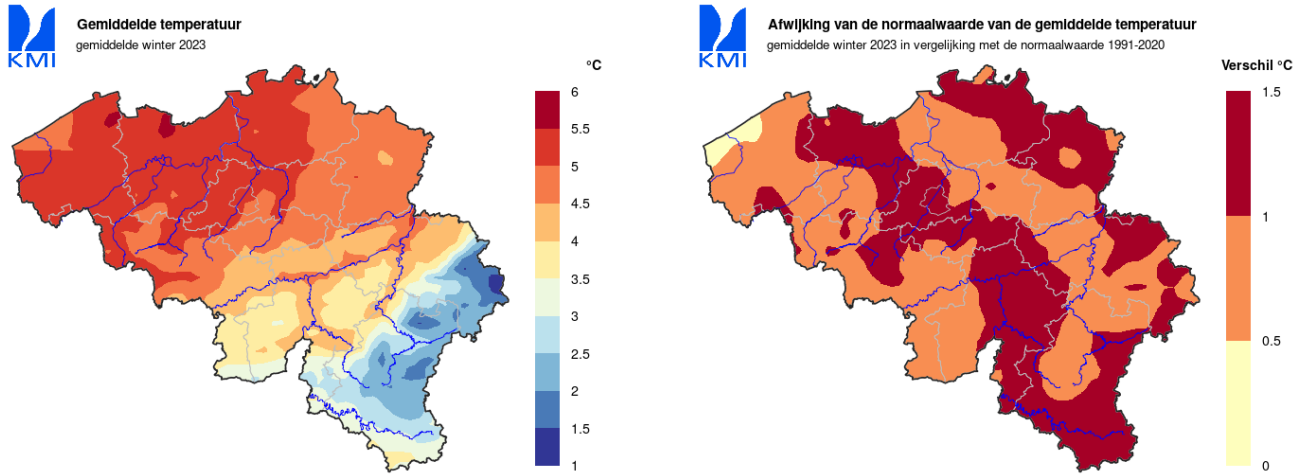 KMI
Gemiddelde temperatuur
gemiddelde winter 2023
°C
6
5.5
5
4.5
4
3.5
3
2.5
2
1.5
1
KMI
Afwijking van de normaalwaarde van de gemiddelde temperatuur
gemiddelde winter 2023 in vergelijking met de normaalwaarde 1991-2020
Verschil °C
1.5
1
0.5
0